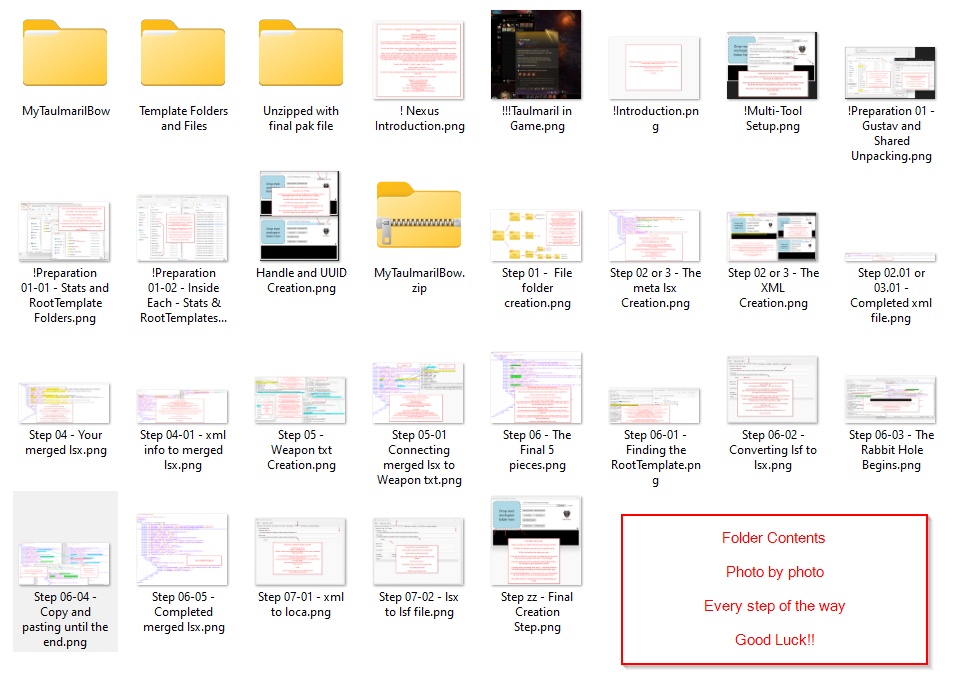 MyTaulmarilBow
Template Folders
and Files
Unzipped with
final pak file
! Nexus
Introduction.png
!!!Taulmaril in
Game.png
!Introduction.pn
g
!Multi-Tool
Setup.png
!Preparation 01 -
Gustav and
Shared
Unpacking.png
!Preparation
01-01 - Stats and
RootTemplate
Folders.png
!Preparation
01-02 - Inside
Each - Stats &
RootTemplates...
Handle and UUID
Creation.png
MyTaulmarilBow.
zip
Step 01 -  File
folder
creation.png
Step 02 or 3 - The
meta lsx
Creation.png
Step 02 or 3 - The
XML
Creation.png
Step 02.01 or
03.01 -
Completed xml
file.png
Step 04 - Your
merged lsx.png
Step 04-01 - xml
info to merged
lsx.png
Step 05 -
Weapon txt
Creation.png
Step 05-01
Connecting
merged lsx to
Weapon txt.png
Step 06 - The
Final 5
pieces.png
Step 06-01 -
Finding the
RootTemplate.pn
g
Step 06-02 -
Converting lsf to
lsx.png
Step 06-03 - The
Rabbit Hole
Begins.png
Step 06-04 -
Copy and
pasting until the
end.png
Step 06-05 -
Completed
merged lsx.png
Step 07-01 - xml
to loca.png
Step 07-02 - lsx
to lsf file.png
Step zz - Final
Creation
Step.png
Folder Contents
Photo by photo
Every step of the way
Good Luck!!